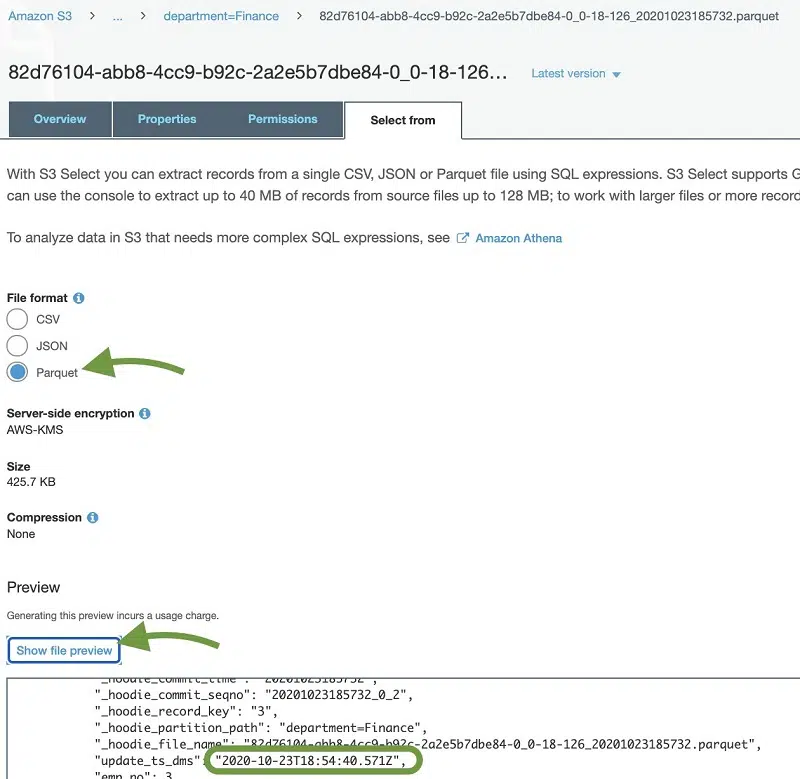 Amazon S3 > ... > department=Finance > 82d76104-abb8-4cc9-b92c-2a2e5b7dbe84-0_0-18-126_20201023185732.parquet
82d76104-abb8-4cc9-b92c-2a2e5b7dbe84-0_0-18-126... Latest version
Overview Properties Permissions Select from
With S3 Select you can extract records from a single CSV, JSON or Parquet file using SQL expressions. S3 Select supports G
can use the console to extract up to 40 MB of records from source files up to 128 MB; to work with larger files or more record
To analyze data in S3 that needs more complex SQL expressions, see Amazon Athena
File format
CSV
JSON
Parquet
Server-side encryption
AWS-KMS
Size
425.7 KB
Compression
None
Preview
Generating this preview incurs a usage charge.
Show file preview
"_hoodie_commit_time": "20201023185732",
"_hoodie_commit_seqno": "20201023185732_0_2",
"_hoodie_record_key": "3",
"_hoodie_partition_path": "department=Finance",
"_hoodie_file_name": "82d76104-abb8-4cc9-b92c-2a2e5b7dbe84-0_0-18-126_20201023185732.parquet",
"update_ts_dms": "2020-10-23T18:54:40.571Z",
"emp_no": 3